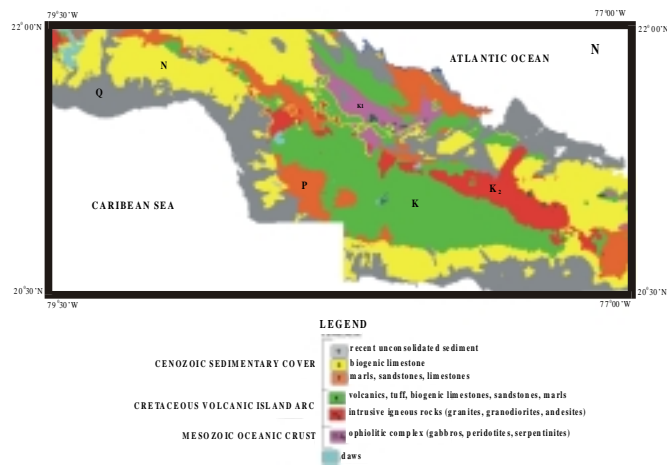 79°30'W 77°00'W
22°00'N 22°00'N
ATLANTIC OCEAN N
N
Q
K2
P
K2
K
CARIBEAN SEA
20°30'N 20°30'N
79°30'W 77°00'W
LEGEND
recent unconsolidated sediment
CENOZOIC SEDIMENTARY COVER biogenic limestone
marls, sandstones, limestones
volcanics, tuff, biogenic limestones, sandstones, marls
CRETACEOUS VOLCANIC ISLAND ARC
intrusive igneous rocks (granites, granodiorites, andesites)
MESOZOIC OCEANIC CRUST ophiolitic complex (gabbros, peridotites, serpentinites)
daws